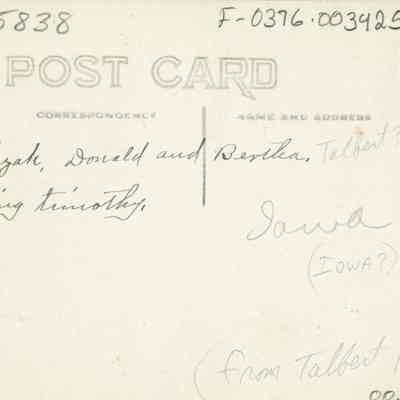 5838 F-0376.003425
POST CARD
CORRESPONDENCE NAME AND ADDRESS
Donald and Bertha. Talbert?
timothy.
Iowa
(IOWA?)
(from Talbert